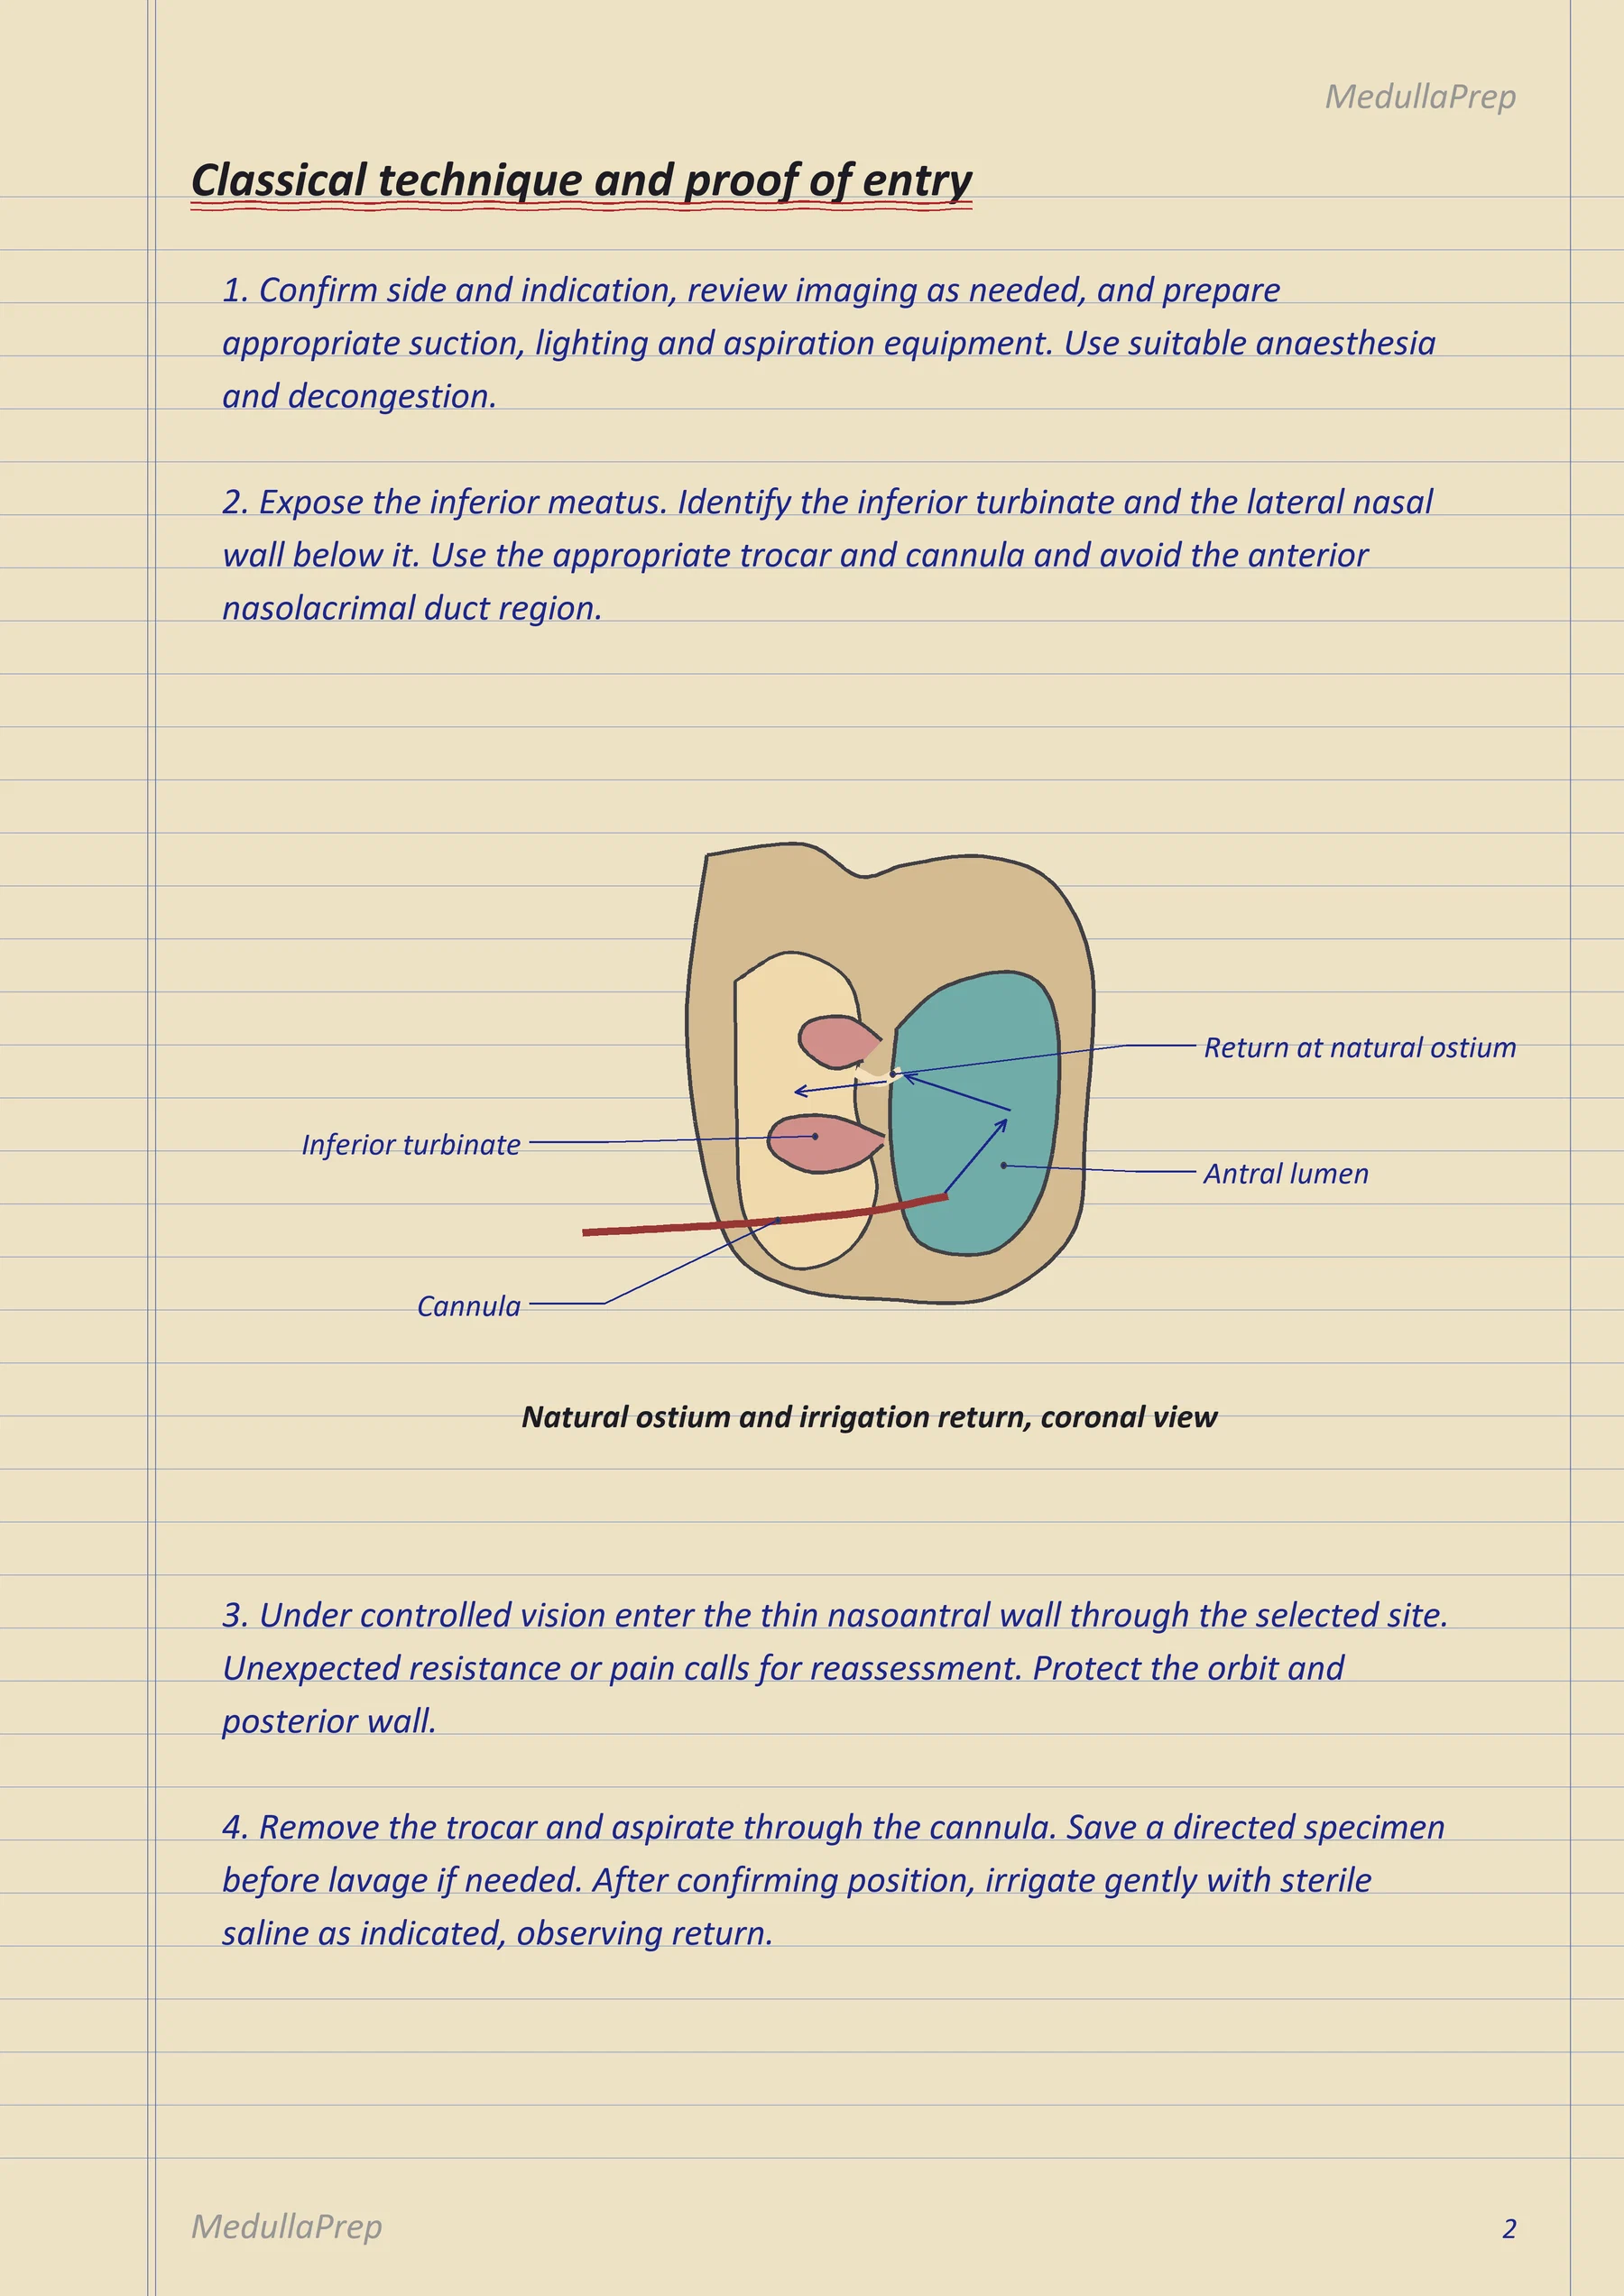 MedullaPrep
Classical technique and proof of entry
1. Confirm side and indication, review imaging as needed, and prepare
appropriate suction, lighting and aspiration equipment. Use suitable anaesthesia
and decongestion.
2. Expose the inferior meatus. Identify the inferior turbinate and the lateral nasal
wall below it. Use the appropriate trocar and cannula and avoid the anterior
nasolacrimal duct region.
Return at natural ostium
Inferior turbinate
Antral lumen
Cannula
Natural ostium and irrigation return, coronal view
3. Under controlled vision enter the thin nasoantral wall through the selected site.
Unexpected resistance or pain calls for reassessment. Protect the orbit and
posterior wall.
4. Remove the trocar and aspirate through the cannula. Save a directed specimen
before lavage if needed. After confirming position, irrigate gently with sterile
saline as indicated, observing return.
MedullaPrep
2